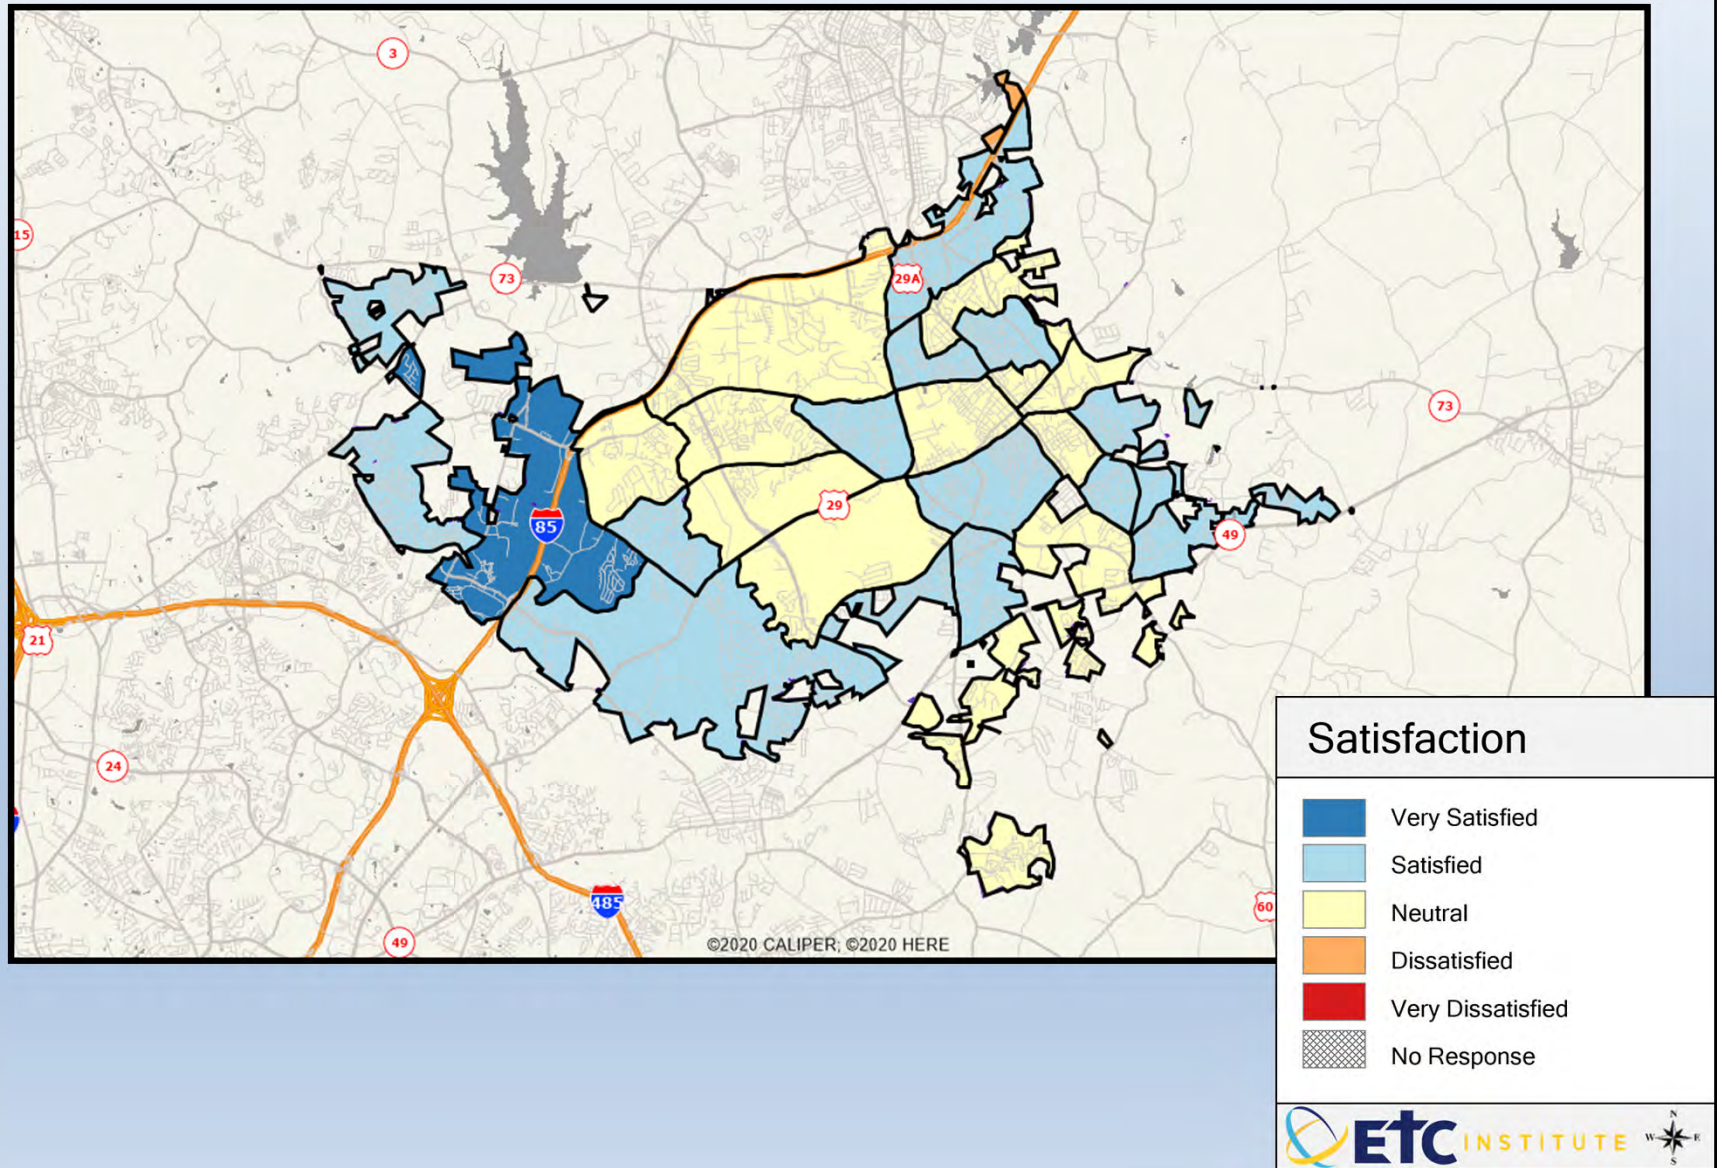 3
15
73
29A
73
29
85
49
21
24
485
60
49
©2020 CALIPER; ©2020 HERE
Satisfaction
Very Satisfied
Satisfied
Neutral
Dissatisfied
Very Dissatisfied
No Response
ETC INSTITUTE
N
W E
S